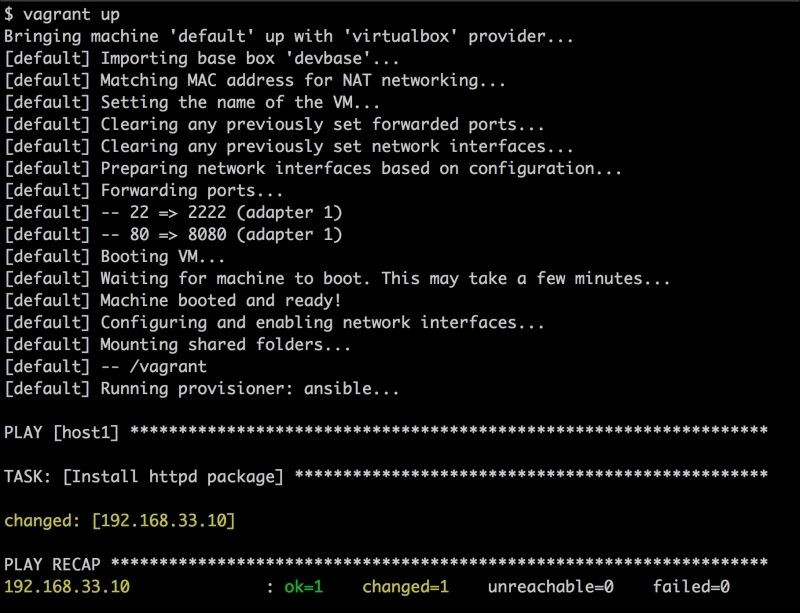 $ vagrant up
Bringing machine 'default' up with 'virtualbox' provider...
[default] Importing base box 'devbase'...
[default] Matching MAC address for NAT networking...
[default] Setting the name of the VM...
[default] Clearing any previously set forwarded ports...
[default] Clearing any previously set network interfaces...
[default] Preparing network interfaces based on configuration...
[default] Forwarding ports...
[default] -- 22 => 2222 (adapter 1)
[default] -- 80 => 8080 (adapter 1)
[default] Booting VM...
[default] Waiting for machine to boot. This may take a few minutes...
[default] Machine booted and ready!
[default] Configuring and enabling network interfaces...
[default] Mounting shared folders...
[default] -- /vagrant
[default] Running provisioner: ansible...
PLAY [host1] ******************************************************************
TASK: [Install httpd package] *************************************************
changed: [192.168.33.10]
PLAY RECAP ********************************************************************
192.168.33.10              : ok=1    changed=1    unreachable=0    failed=0